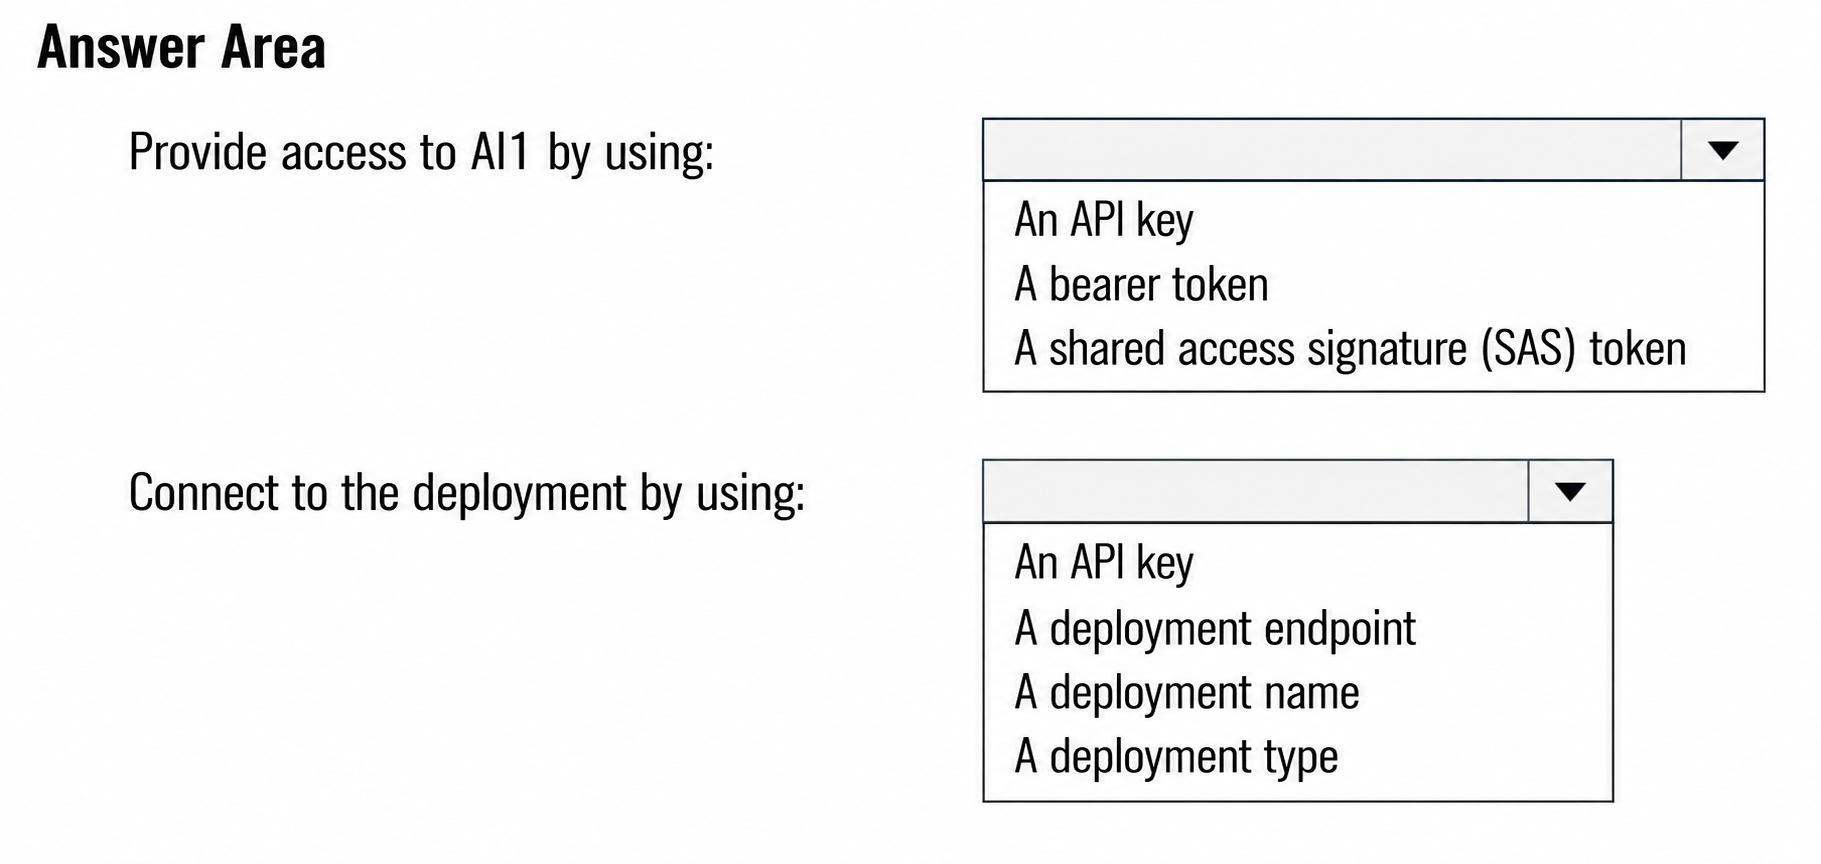 Answer Area
Provide access to AI1 by using:
An API key
A bearer token
A shared access signature (SAS) token
Connect to the deployment by using:
An API key
A deployment endpoint
A deployment name
A deployment type